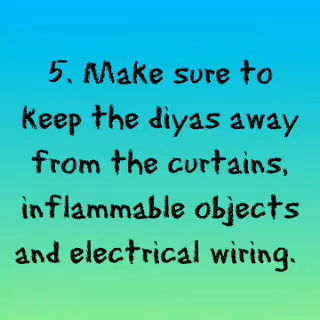 5. Make sure to
keep the diyas away
from the curtains,
inflammable objects
and electrical wiring.